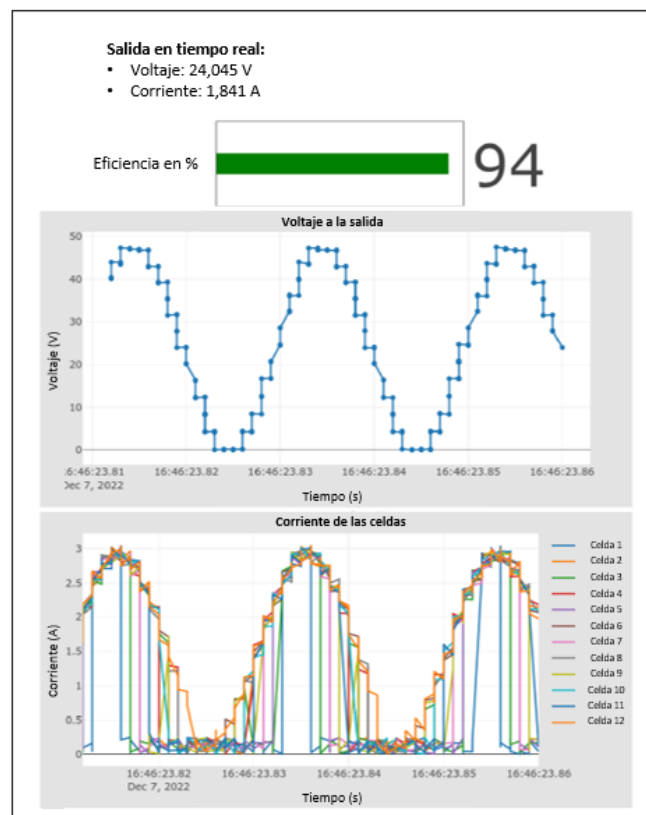 Salida en tiempo real:
• Voltaje: 24,045 V
• Corriente: 1,841 A
Eficiencia en %
94
Voltaje a la salida
Voltaje (V)
50
40
30
20
10
0
16:46:23.81 16:46:23.82 16:46:23.83 16:46:23.84 16:46:23.85 16:46:23.86
Dec 7, 2022
Tiempo (s)
Corriente de las celdas
Corriente (A)
3
2.5
2
1.5
1
0.5
0
Celda 1
Celda 2
Celda 3
Celda 4
Celda 5
Celda 6
Celda 7
Celda 8
Celda 9
Celda 10
Celda 11
Celda 12
16:46:23.82 16:46:23.83 16:46:23.84 16:46:23.85 16:46:23.86
Dec 7, 2022
Tiempo (s)